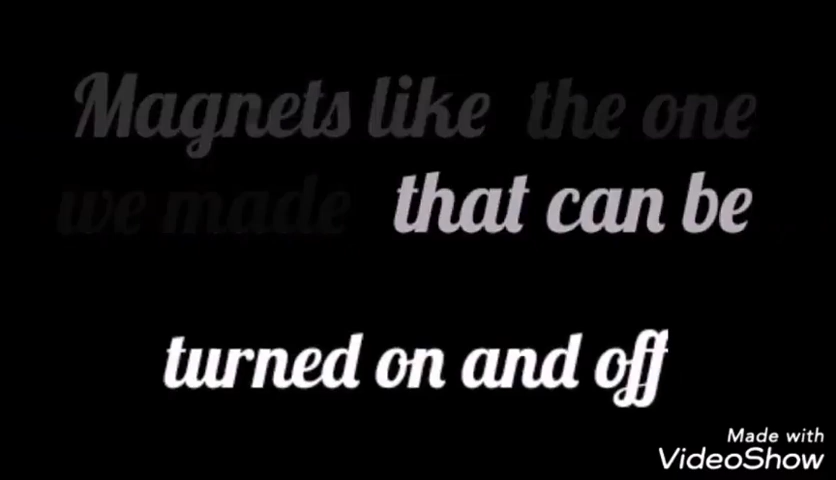 Magnets like the one
we made that can be
turned on and off
Made with
VideoShow